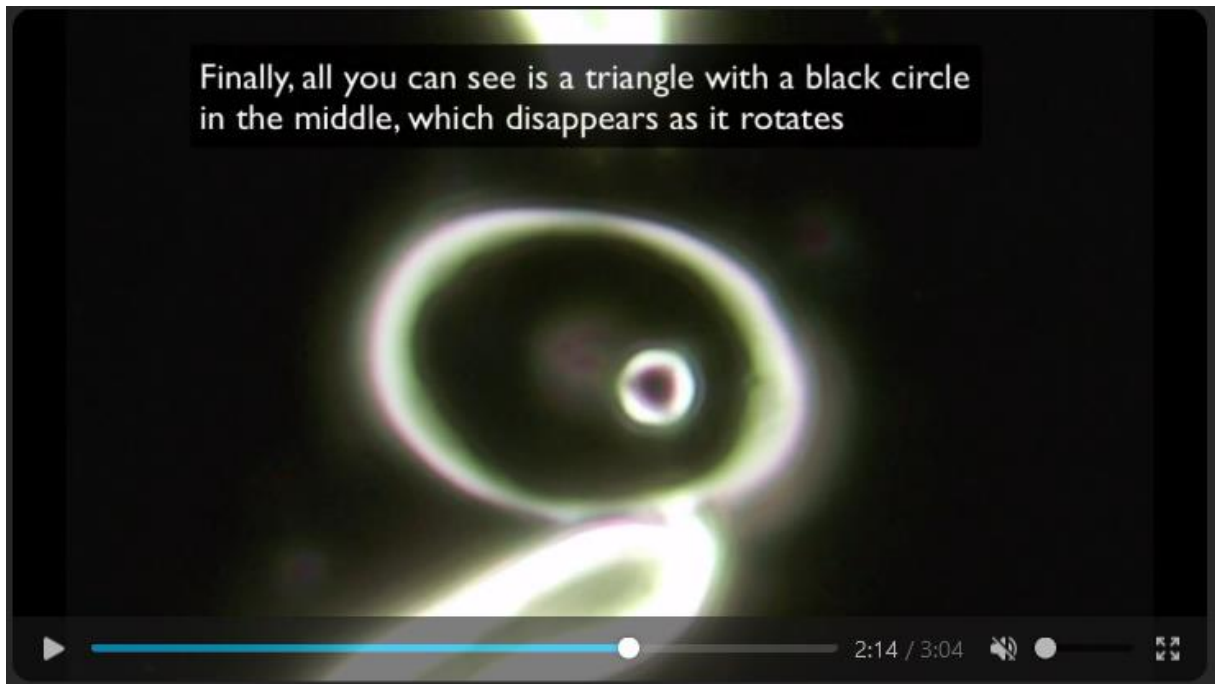 Finally, all you can see is a triangle with a black circle
in the middle, which disappears as it rotates
2:14 / 3:04